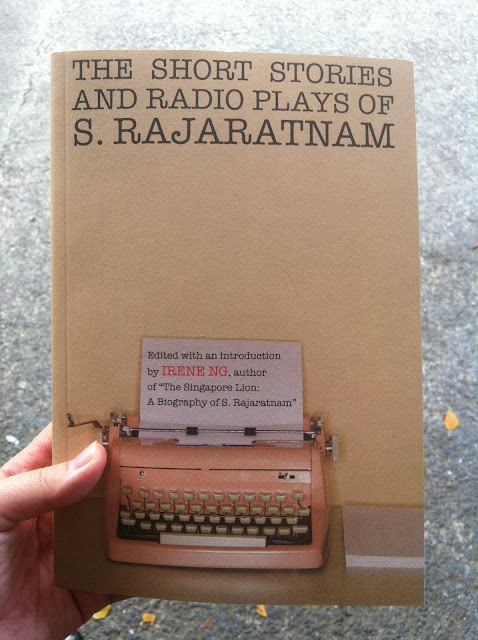 THE SHORT STORIES
AND RADIO PLAYS OF
S. RAJARATNAM
Edited with an introduction
by IRENE NG, author
of "The Singapore Lion:
A Biography of S. Rajaratnam"